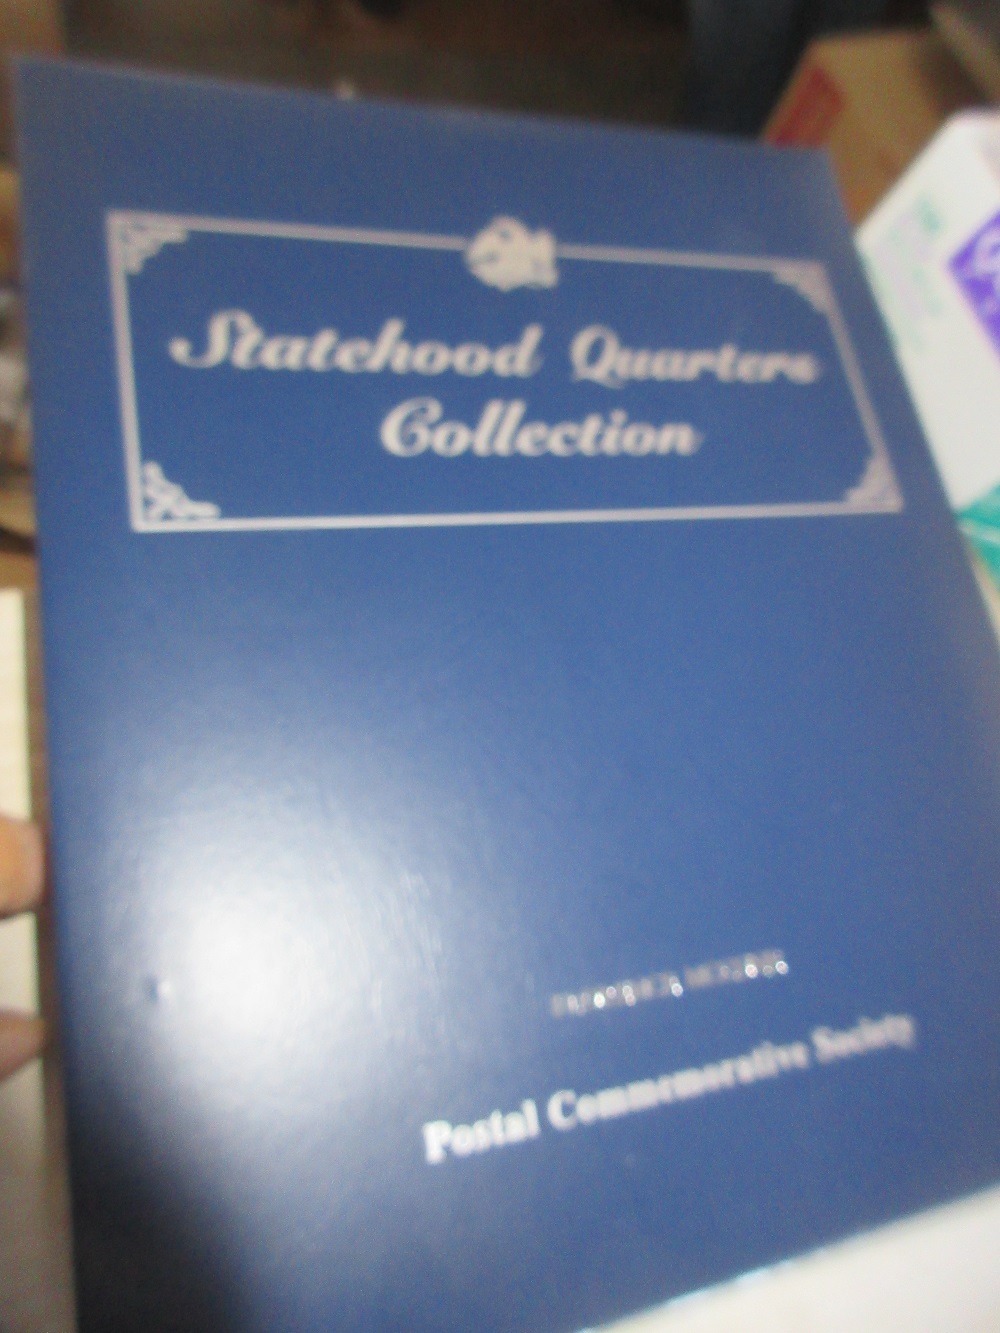 Statehood Quarters
Collection
Postal Commemorative Society